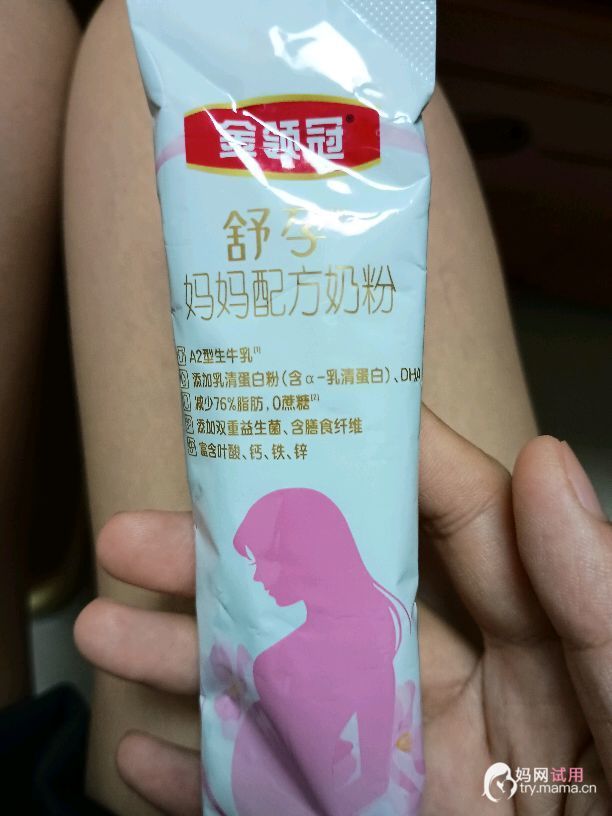 金领冠®
舒孕
妈妈配方奶粉
A2型生牛乳[1]
添加乳清蛋白粉(含α-乳清蛋白)、DHA
减少76%脂肪,0蔗糖[2]
添加双重益生菌、含膳食纤维
富含叶酸、钙、铁、锌
妈网试用
try.mama.cn